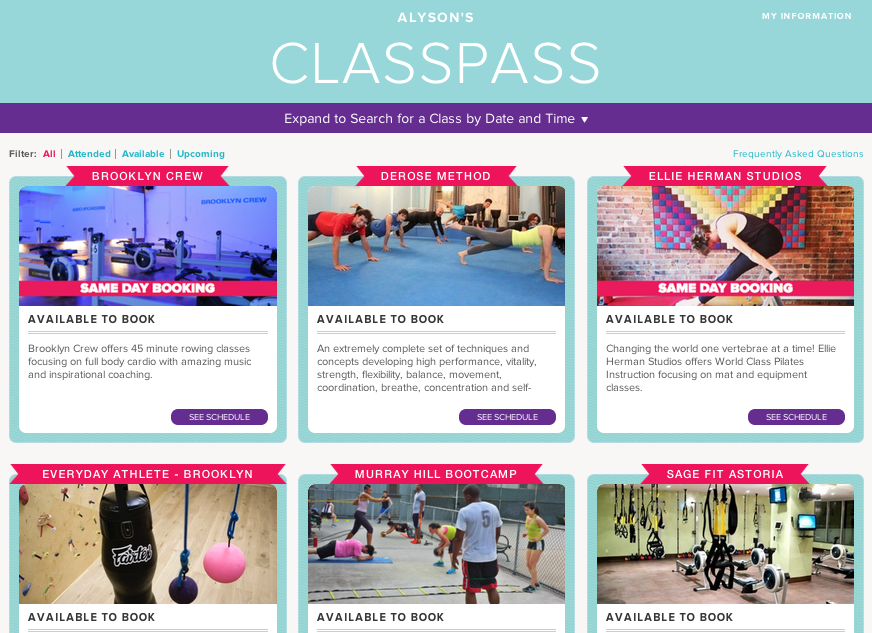 ALYSON'S
MY INFORMATION
CLASSPASS
Expand to Search for a Class by Date and Time ▼
Filter: All | Attended | Available | Upcoming
Frequently Asked Questions
BROOKLYN CREW
BROOKLYN CREW
SAME DAY BOOKING
AVAILABLE TO BOOK
Brooklyn Crew offers 45 minute rowing classes
focusing on full body cardio with amazing music
and inspirational coaching.
SEE SCHEDULE
DEROSE METHOD
AVAILABLE TO BOOK
An extremely complete set of techniques and
concepts developing high performance, vitality,
strength, flexibility, balance, movement,
coordination, breathe, concentration and self-
SEE SCHEDULE
ELLIE HERMAN STUDIOS
SAME DAY BOOKING
AVAILABLE TO BOOK
Changing the world one vertebrae at a time! Ellie
Herman Studios offers World Class Pilates
Instruction focusing on mat and equipment
classes.
SEE SCHEDULE
EVERYDAY ATHLETE - BROOKLYN
Fairtex
AVAILABLE TO BOOK
MURRAY HILL BOOTCAMP
5
AVAILABLE TO BOOK
SAGE FIT ASTORIA
AVAILABLE TO BOOK